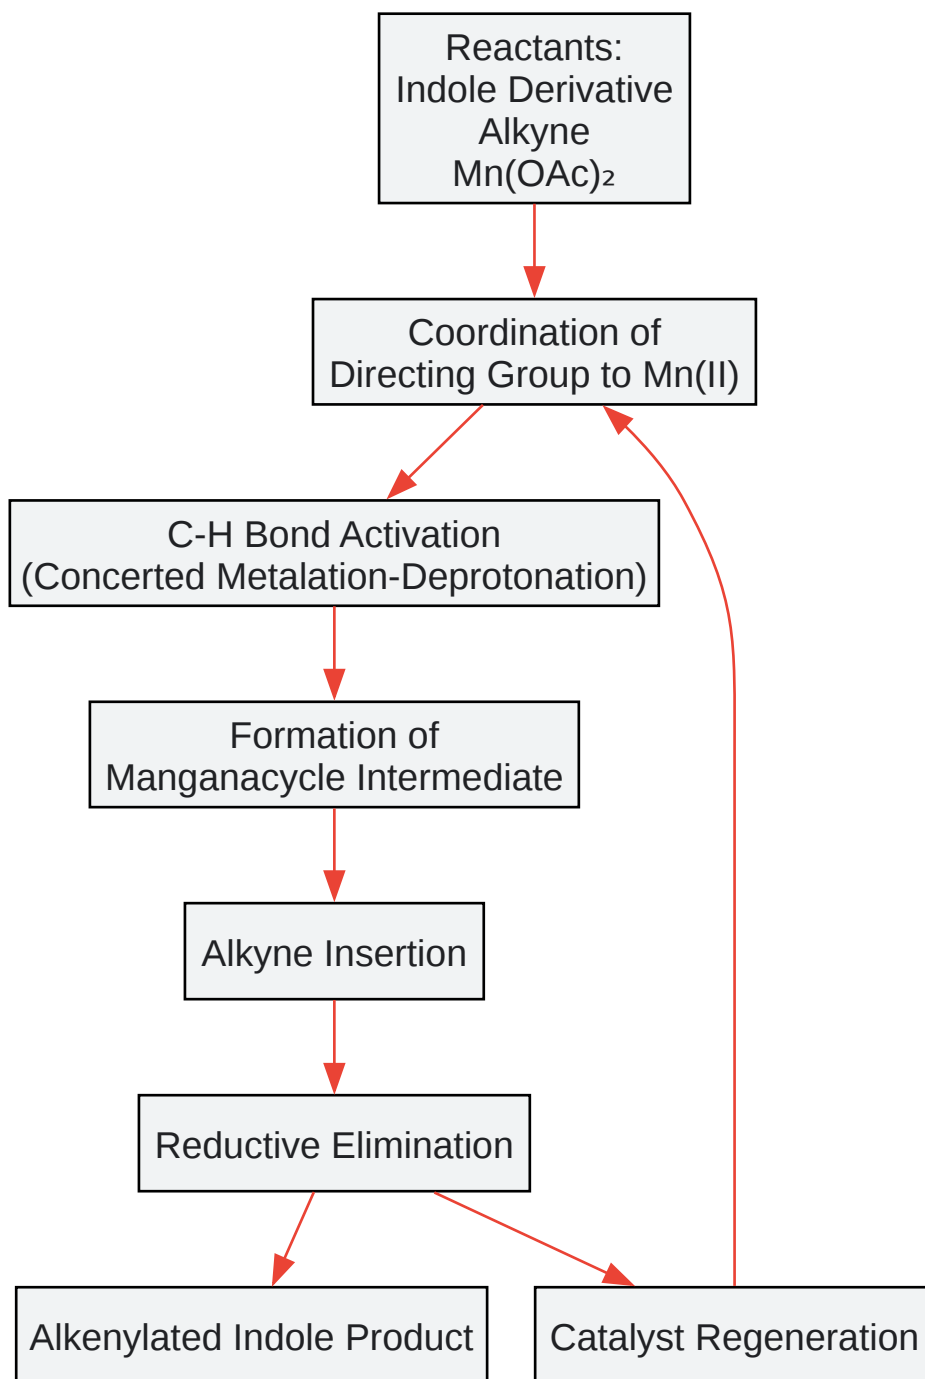 Reactants:
Indole Derivative
Alkyne
Mn(OAc)₂
Coordination of
Directing Group to Mn(II)
C-H Bond Activation
(Concerted Metalation-Deprotonation)
Formation of
Manganacycle Intermediate
Alkyne Insertion
Reductive Elimination
Alkenylated Indole Product
Catalyst Regeneration